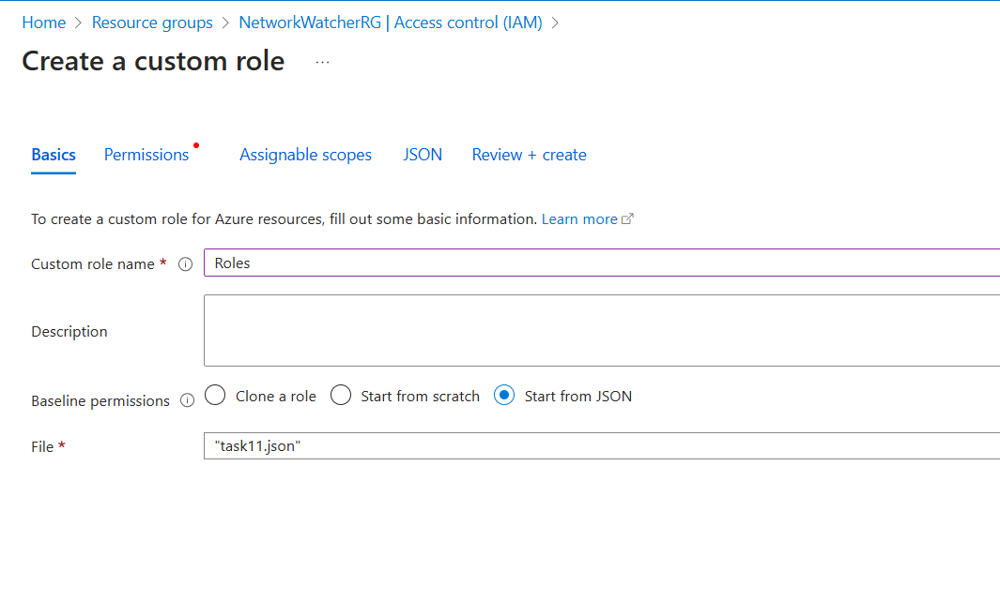 Home > Resource groups > NetworkWatcherRG | Access control (IAM) >
Create a custom role ...
Basics Permissions Assignable scopes JSON Review + create
To create a custom role for Azure resources, fill out some basic information. Learn more
Custom role name * Roles
Description
Baseline permissions Clone a role Start from scratch Start from JSON
File * "task11.json"